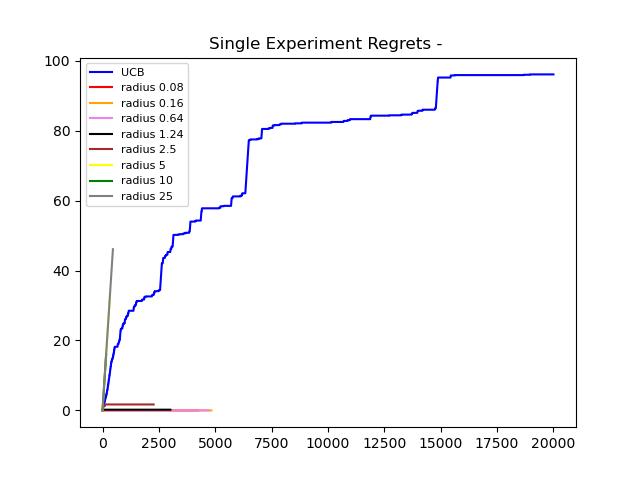 Single Experiment Regrets -
100
80
60
40
20
0
UCB
radius 0.08
radius 0.16
radius 0.64
radius 1.24
radius 2.5
radius 5
radius 10
radius 25
0 2500 5000 7500 10000 12500 15000 17500 20000